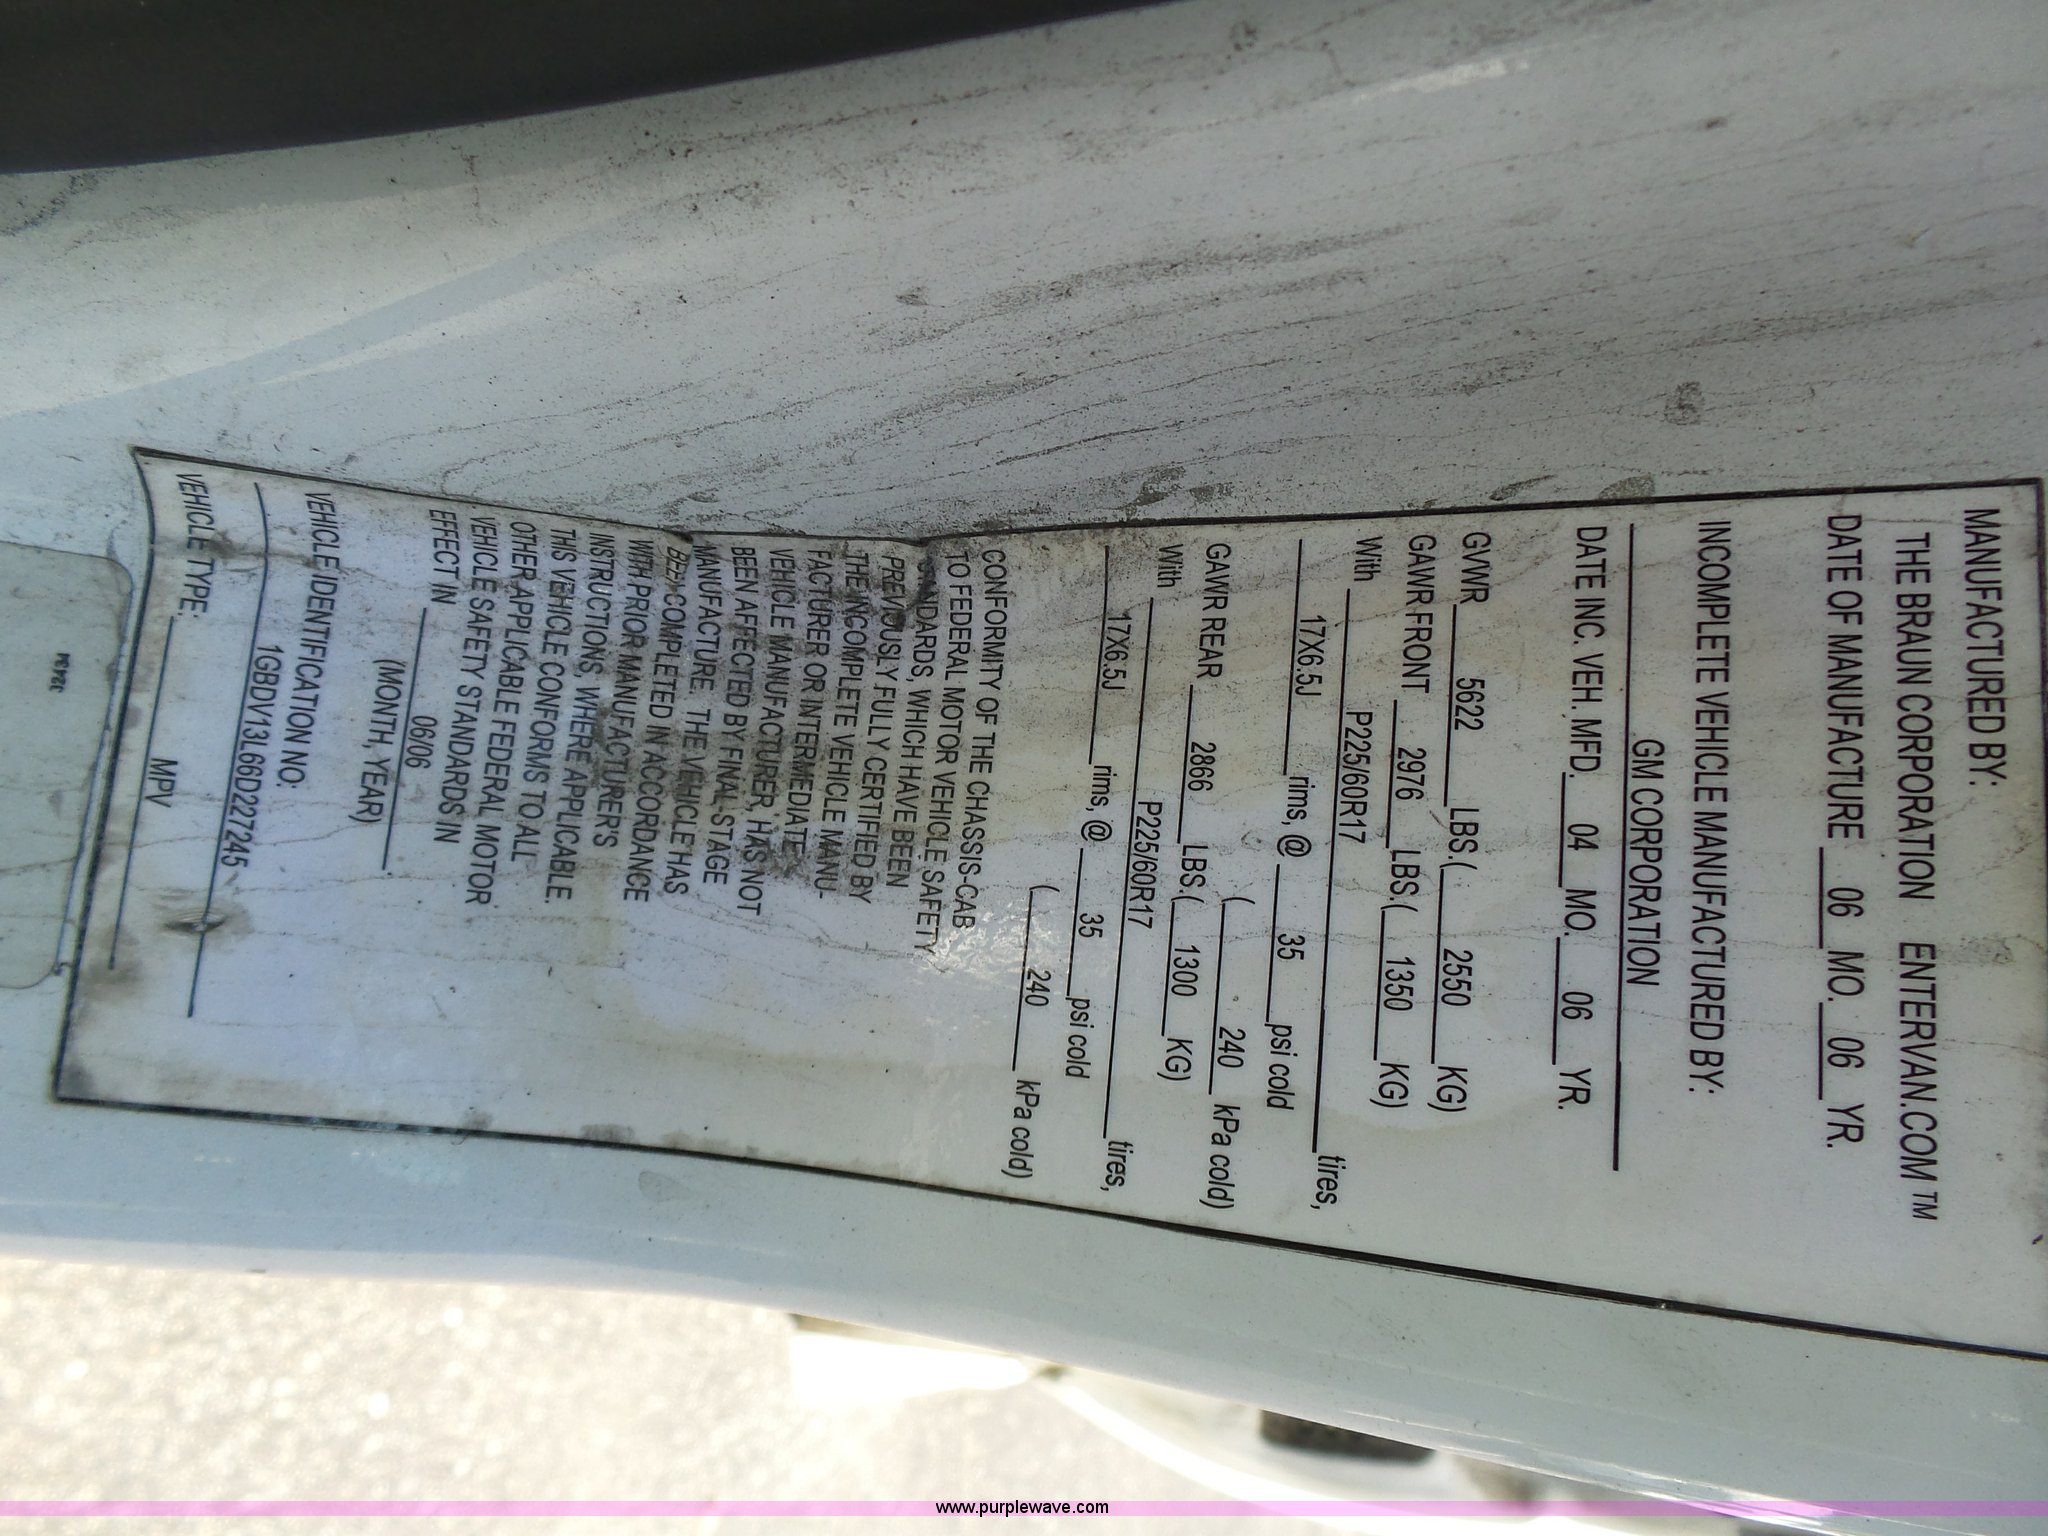 MANUFACTURED BY:
THE BRAUN CORPORATION ENTERVAN.COM™
DATE OF MANUFACTURE 06 MO. 06 YR.
INCOMPLETE VEHICLE MANUFACTURED BY:
GM CORPORATION
DATE INC. VEH. MFD. 04 MO. 06 YR.
GVWR 5622 LBS.( 2550 KG)
GAWR FRONT 2976 LBS.( 1350 KG)
With P225/60R17 tires,
17X6.5J rims, @ 35 psi cold
( 240 kPa cold)
GAWR REAR 2866 LBS.( 1300 KG)
With P225/60R17 tires,
17X6.5J rims, @ 35 psi cold
( 240 kPa cold)
CONFORMITY OF THE CHASSIS-CAB
TO FEDERAL MOTOR VEHICLE SAFETY
STANDARDS, WHICH HAVE BEEN
PREVIOUSLY FULLY CERTIFIED BY
THE INCOMPLETE VEHICLE MANU-
FACTURER OR INTERMEDIATE
VEHICLE MANUFACTURER, HAS NOT
BEEN AFFECTED BY FINAL-STAGE
MANUFACTURE. THE VEHICLE HAS
BEEN COMPLETED IN ACCORDANCE
WITH PRIOR MANUFACTURER'S
INSTRUCTIONS, WHERE APPLICABLE.
THIS VEHICLE CONFORMS TO ALL
OTHER APPLICABLE FEDERAL MOTOR
VEHICLE SAFETY STANDARDS IN
EFFECT IN 06/06
(MONTH, YEAR)
VEHICLE IDENTIFICATION NO:
1GBDV13L66D227245
VEHICLE TYPE: MPV
www.purplewave.com